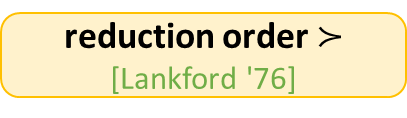 reduction order ≻
[Lankford '76]